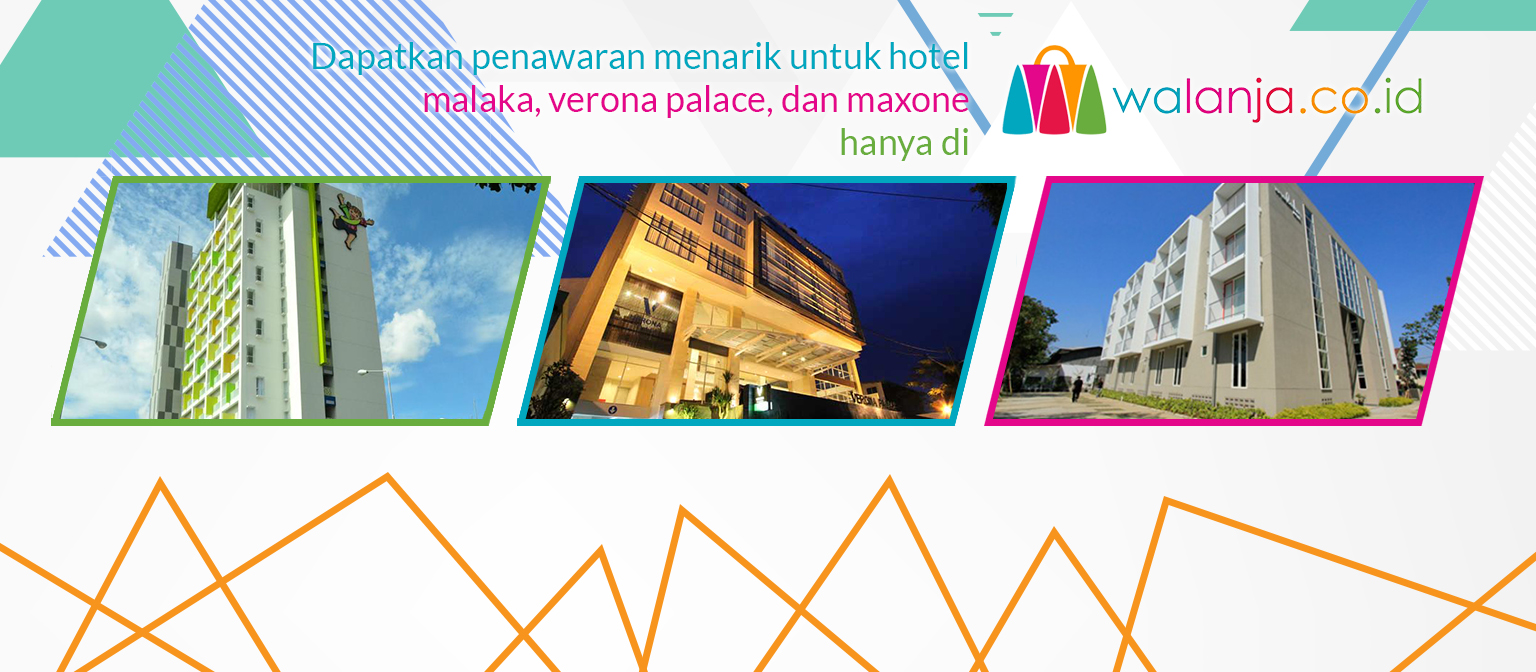 Dapatkan penawaran menarik untuk hotel
malaka, verona palace, dan maxone
hanya di
walanja.co.id